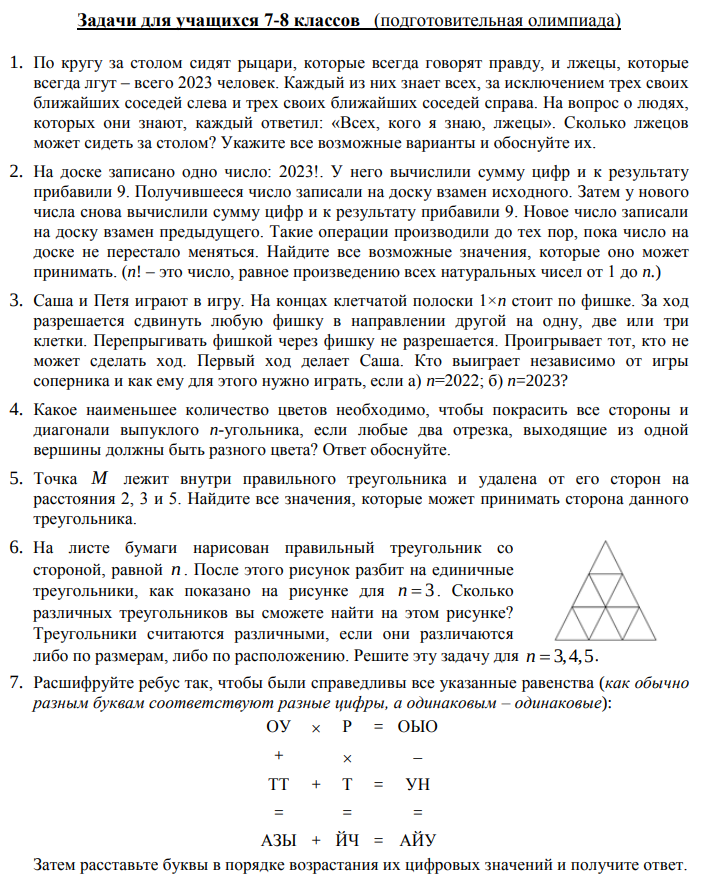 Задачи для учащихся 7-8 классов (подготовительная олимпиада)
1. По кругу за столом сидят рыцари, которые всегда говорят правду, и лжецы, которые
всегда лгут – всего 2023 человек. Каждый из них знает всех, за исключением трех своих
ближайших соседей слева и трех своих ближайших соседей справа. На вопрос о людях,
которых они знают, каждый ответил: «Всех, кого я знаю, лжецы». Сколько лжецов
может сидеть за столом? Укажите все возможные варианты и обоснуйте их.
2. На доске записано одно число: 2023!. У него вычислили сумму цифр и к результату
прибавили 9. Получившееся число записали на доску взамен исходного. Затем у нового
числа снова вычислили сумму цифр и к результату прибавили 9. Новое число записали
на доску взамен предыдущего. Такие операции производили до тех пор, пока число на
доске не перестало меняться. Найдите все возможные значения, которые оно может
принимать. (n! – это число, равное произведению всех натуральных чисел от 1 до n.)
3. Саша и Петя играют в игру. На концах клетчатой полоски 1×n стоит по фишке. За ход
разрешается сдвинуть любую фишку в направлении другой на одну, две или три
клетки. Перепрыгивать фишкой через фишку не разрешается. Проигрывает тот, кто не
может сделать ход. Первый ход делает Саша. Кто выиграет независимо от игры
соперника и как ему для этого нужно играть, если а) n=2022; б) n=2023?
4. Какое наименьшее количество цветов необходимо, чтобы покрасить все стороны и
диагонали выпуклого n-угольника, если любые два отрезка, выходящие из одной
вершины должны быть разного цвета? Ответ обоснуйте.
5. Точка M лежит внутри правильного треугольника и удалена от его сторон на
расстояния 2, 3 и 5. Найдите все значения, которые может принимать сторона данного
треугольника.
6. На листе бумаги нарисован правильный треугольник со
стороной, равной n. После этого рисунок разбит на единичные
треугольники, как показано на рисунке для n=3. Сколько
различных треугольников вы сможете найти на этом рисунке?
Треугольники считаются различными, если они различаются
либо по размерам, либо по расположению. Решите эту задачу для n=3,4,5.
7. Расшифруйте ребус так, чтобы были справедливы все указанные равенства (как обычно
разным буквам соответствуют разные цифры, а одинаковым – одинаковые):
ОУ × Р = ОЫО
+ × –
ТТ + Т = УН
= = =
АЗЫ + ЙЧ = АЙУ
Затем расставьте буквы в порядке возрастания их цифровых значений и получите ответ.